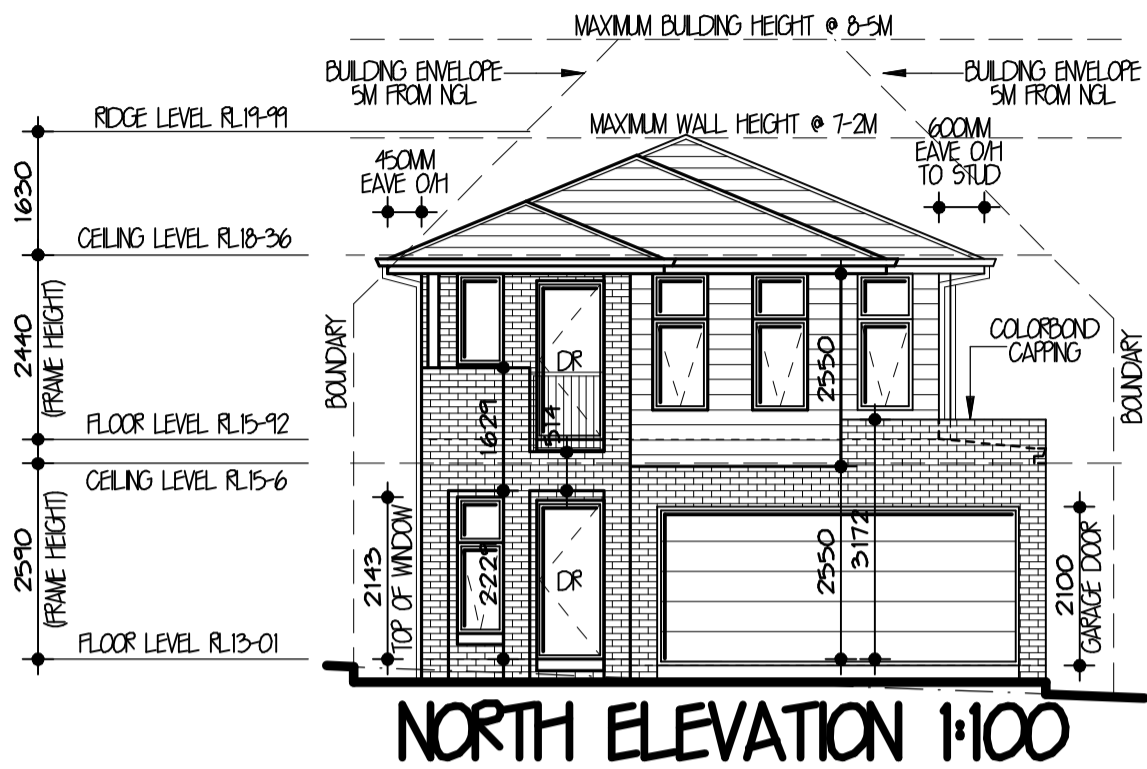 MAXIMUM BUILDING HEIGHT @ 8-5M
BUILDING ENVELOPE
5M FROM NGL
BUILDING ENVELOPE
5M FROM NGL
RIDGE LEVEL RL19-99
MAXIMUM WALL HEIGHT @ 7-2M
600MM
EAVE O/H
TO STUD
450MM
EAVE O/H
1630
CEILING LEVEL RL18-36
2440
(FRAME HEIGHT)
BOUNDARY
DR
2550
COLORBOND
CAPPING
BOUNDARY
FLOOR LEVEL RL15-92
1629
514
CEILING LEVEL RL15-6
2590
(FRAME HEIGHT)
2143
TOP OF WINDOW
2229
DR
2550
3172
2100
GARAGE DOOR
FLOOR LEVEL RL13-01
NORTH ELEVATION 1:100